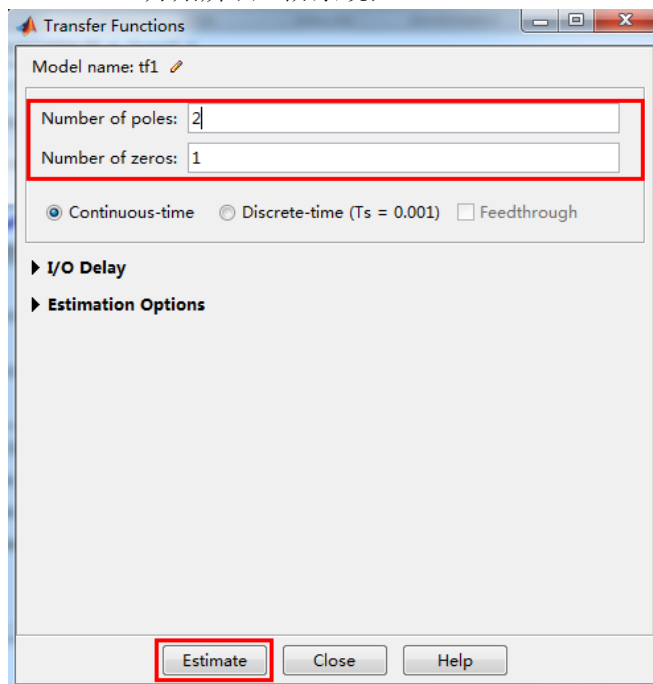 Transfer Functions
Model name: tf1
Number of poles: 2
Number of zeros: 1
Continuous-time Discrete-time (Ts = 0.001) Feedthrough
I/O Delay
Estimation Options
Estimate Close Help